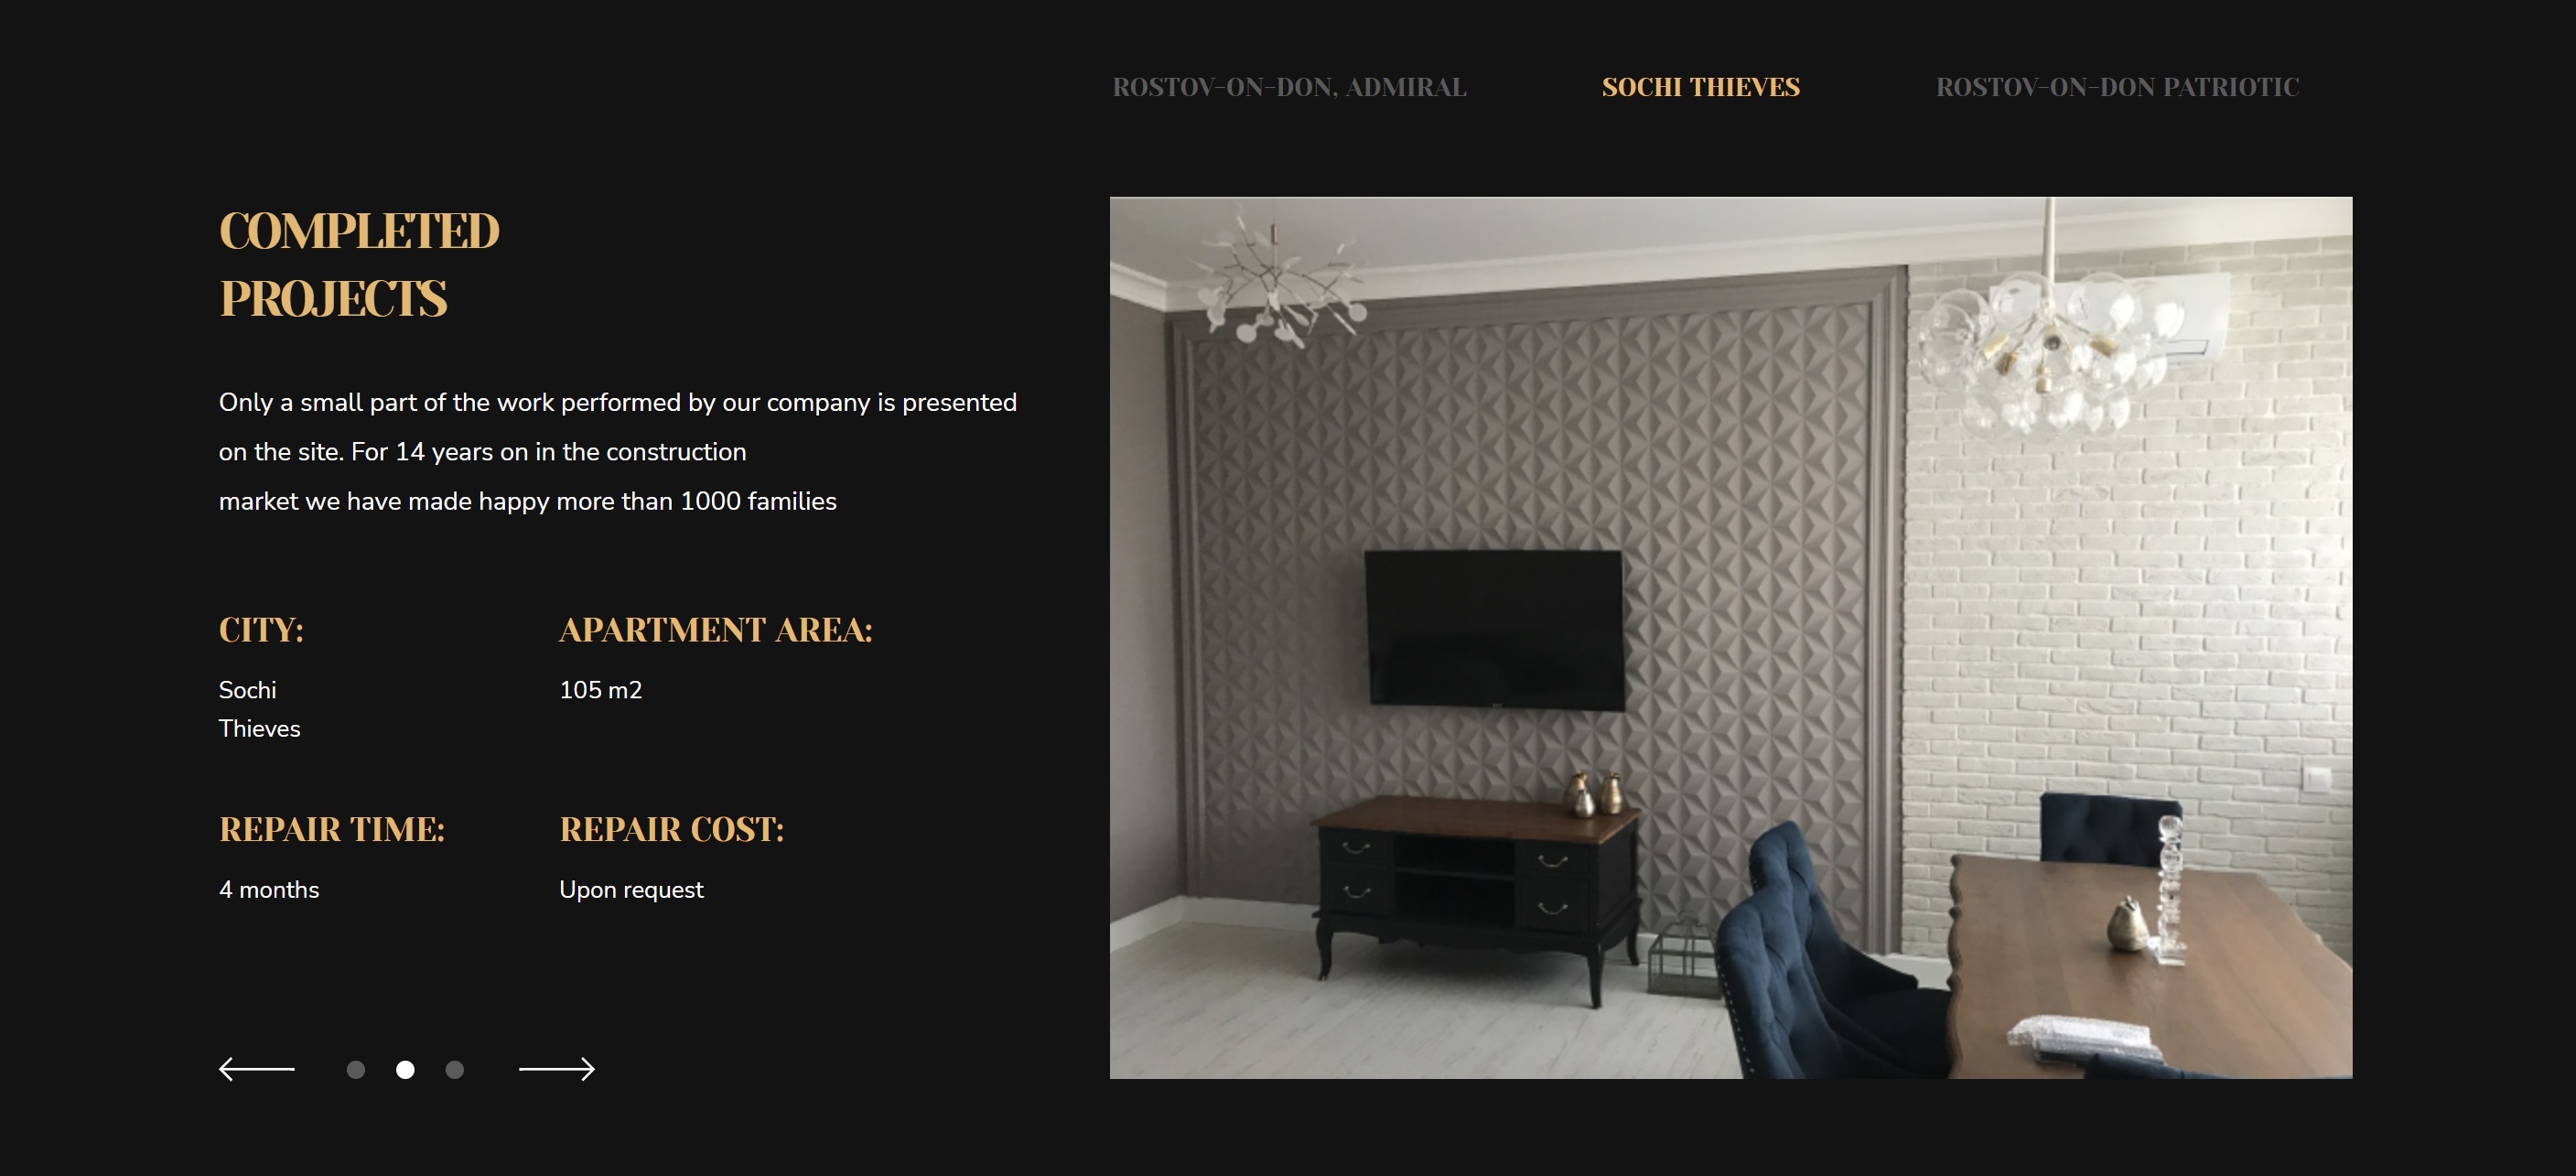 ROSTOV-ON-DON, ADMIRAL
SOCHI THIEVES
ROSTOV-ON-DON PATRIOTIC
COMPLETED
PROJECTS
Only a small part of the work performed by our company is presented
on the site. For 14 years on in the construction
market we have made happy more than 1000 families
CITY:
Sochi
Thieves
APARTMENT AREA:
105 m2
REPAIR TIME:
4 months
REPAIR COST:
Upon request